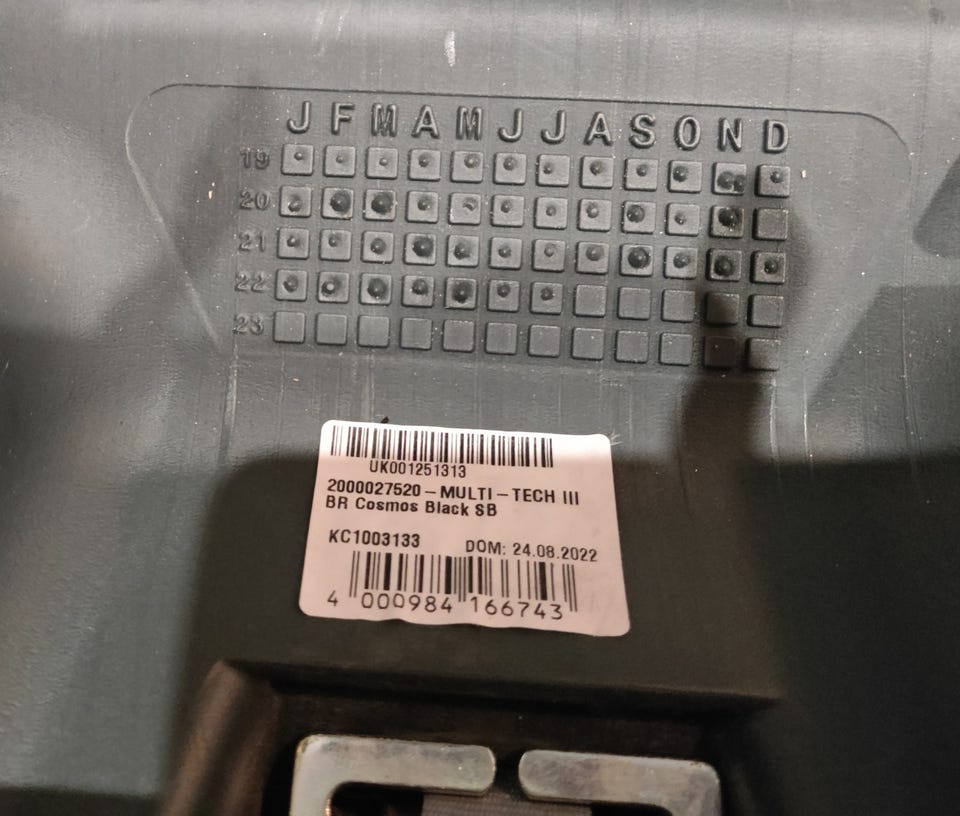 J F M A M J J A S O N D
19
20
21
22
23
UK001251313
2000027520 – MULTI – TECH III
BR Cosmos Black SB
KC1003133 DOM: 24.08.2022
4 000984 166743